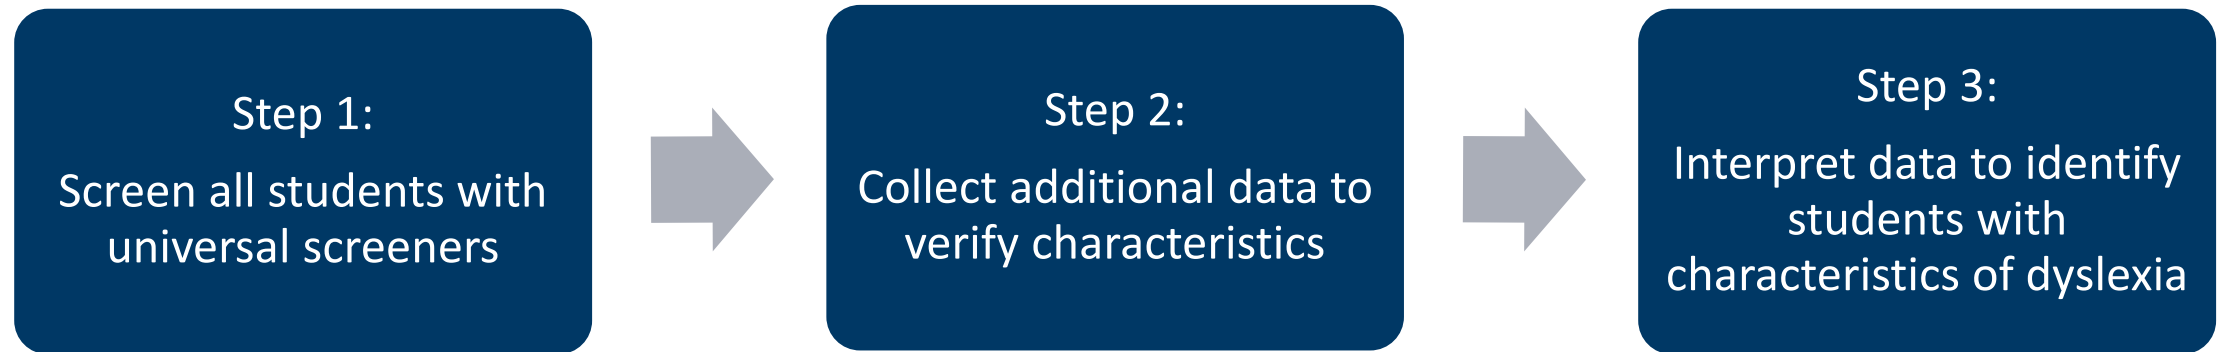 Step 1:
Screen all students with
universal screeners
Step 2:
Collect additional data to
verify characteristics
Step 3:
Interpret data to identify
students with
characteristics of dyslexia